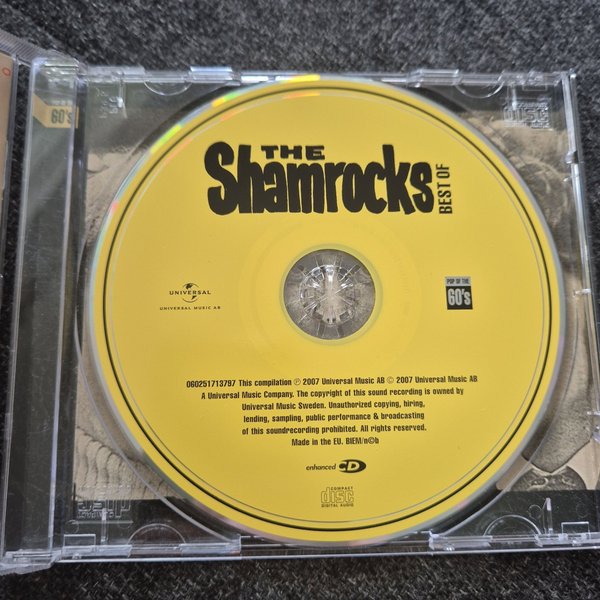 60's
THE
Shamrocks
BEST OF
UNIVERSAL
UNIVERSAL MUSIC AB
POP OF THE
60's
060251713797 This compilation ℗ 2007 Universal Music AB © 2007 Universal Music AB
A Universal Music Company. The copyright of this sound recording is owned by
Universal Music Sweden. Unauthorized copying, hiring,
lending, sampling, public performance & broadcasting
of this soundrecording prohibited. All rights reserved.
Made in the EU. BIEM/n©b
enhanced CD
COMPACT
disc
DIGITAL AUDIO